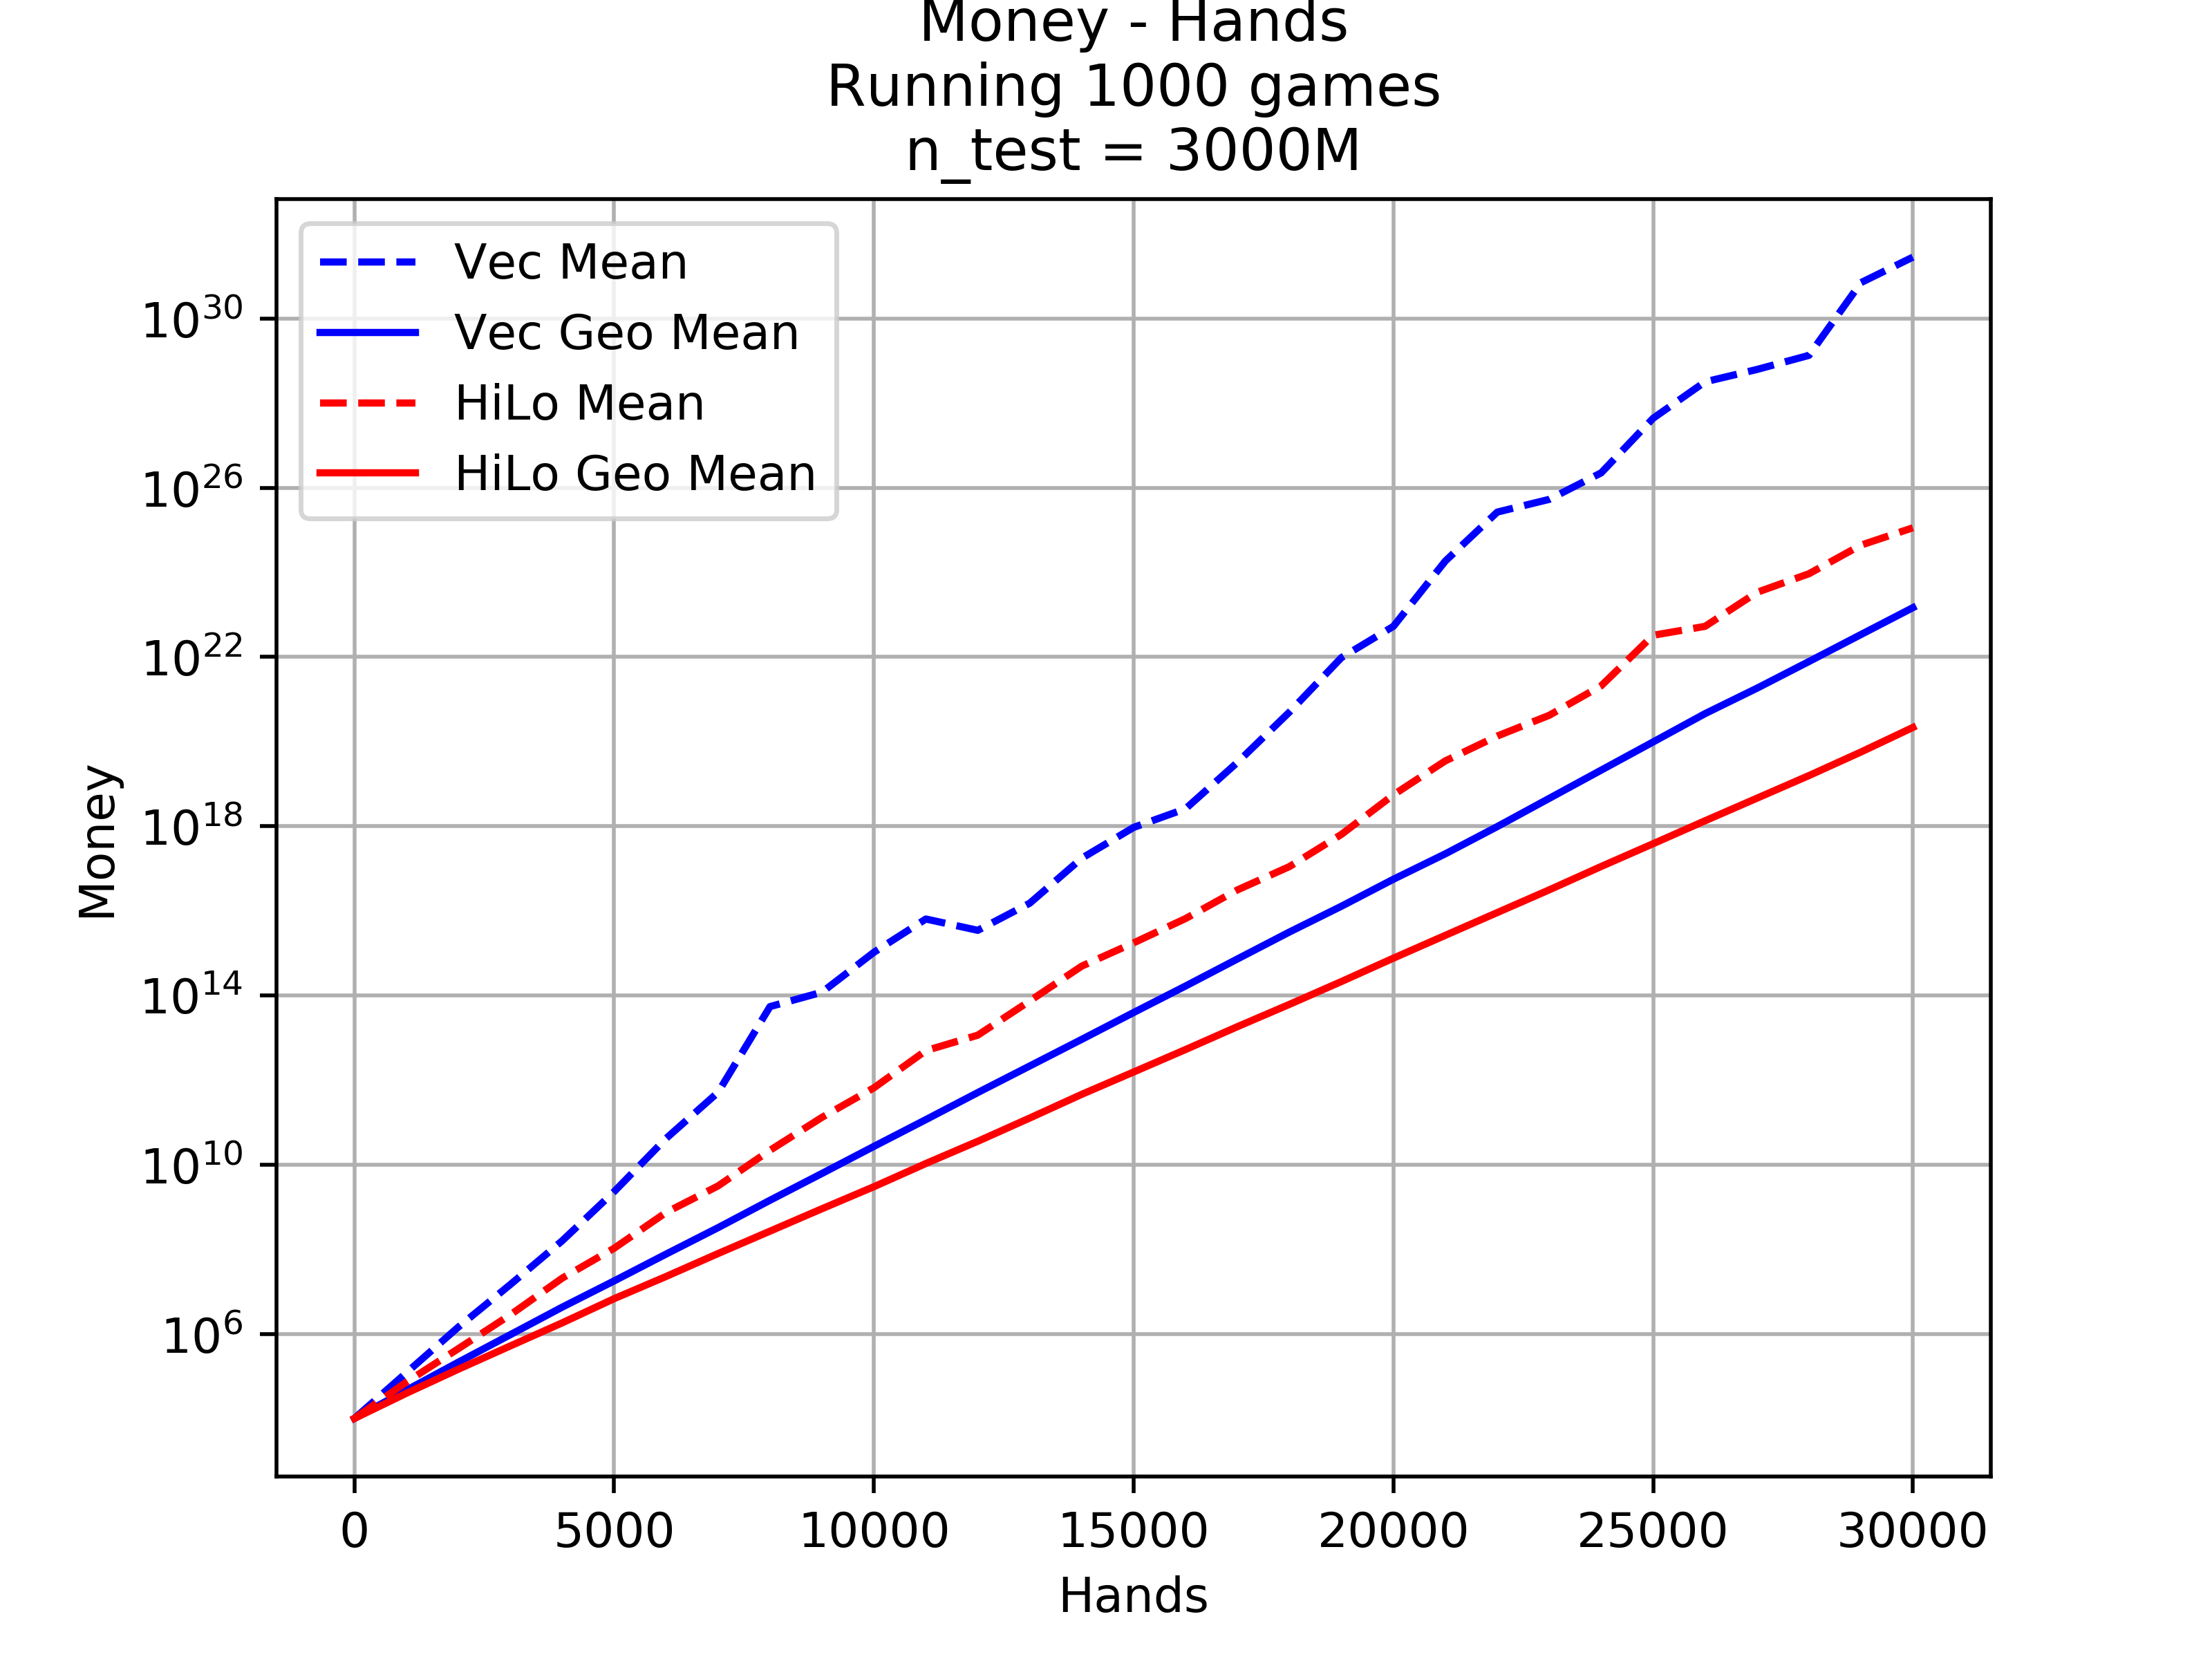 Money - Hands
Running 1000 games
n_test = 3000M
Vec Mean
Vec Geo Mean
HiLo Mean
HiLo Geo Mean
10^30
10^26
10^22
10^18
10^14
10^10
10^6
Money
0 5000 10000 15000 20000 25000 30000
Hands